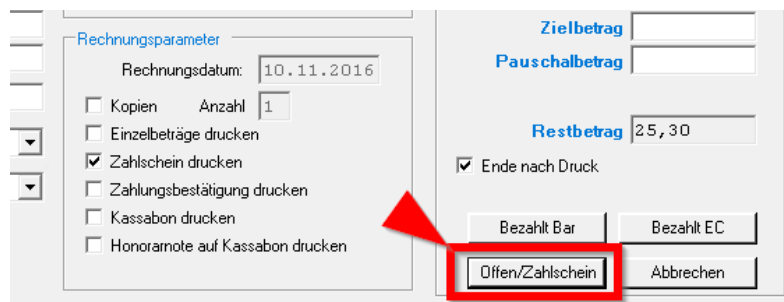 Rechnungsparameter
Rechnungsdatum: 10.11.2016
Kopien Anzahl 1
Einzelbeträge drucken
Zahlschein drucken
Zahlungsbestätigung drucken
Kassabon drucken
Honorarnote auf Kassabon drucken
Zielbetrag
Pauschalbetrag
Restbetrag 25,30
Ende nach Druck
Bezahlt Bar Bezahlt EC
Offen/Zahlschein Abbrechen